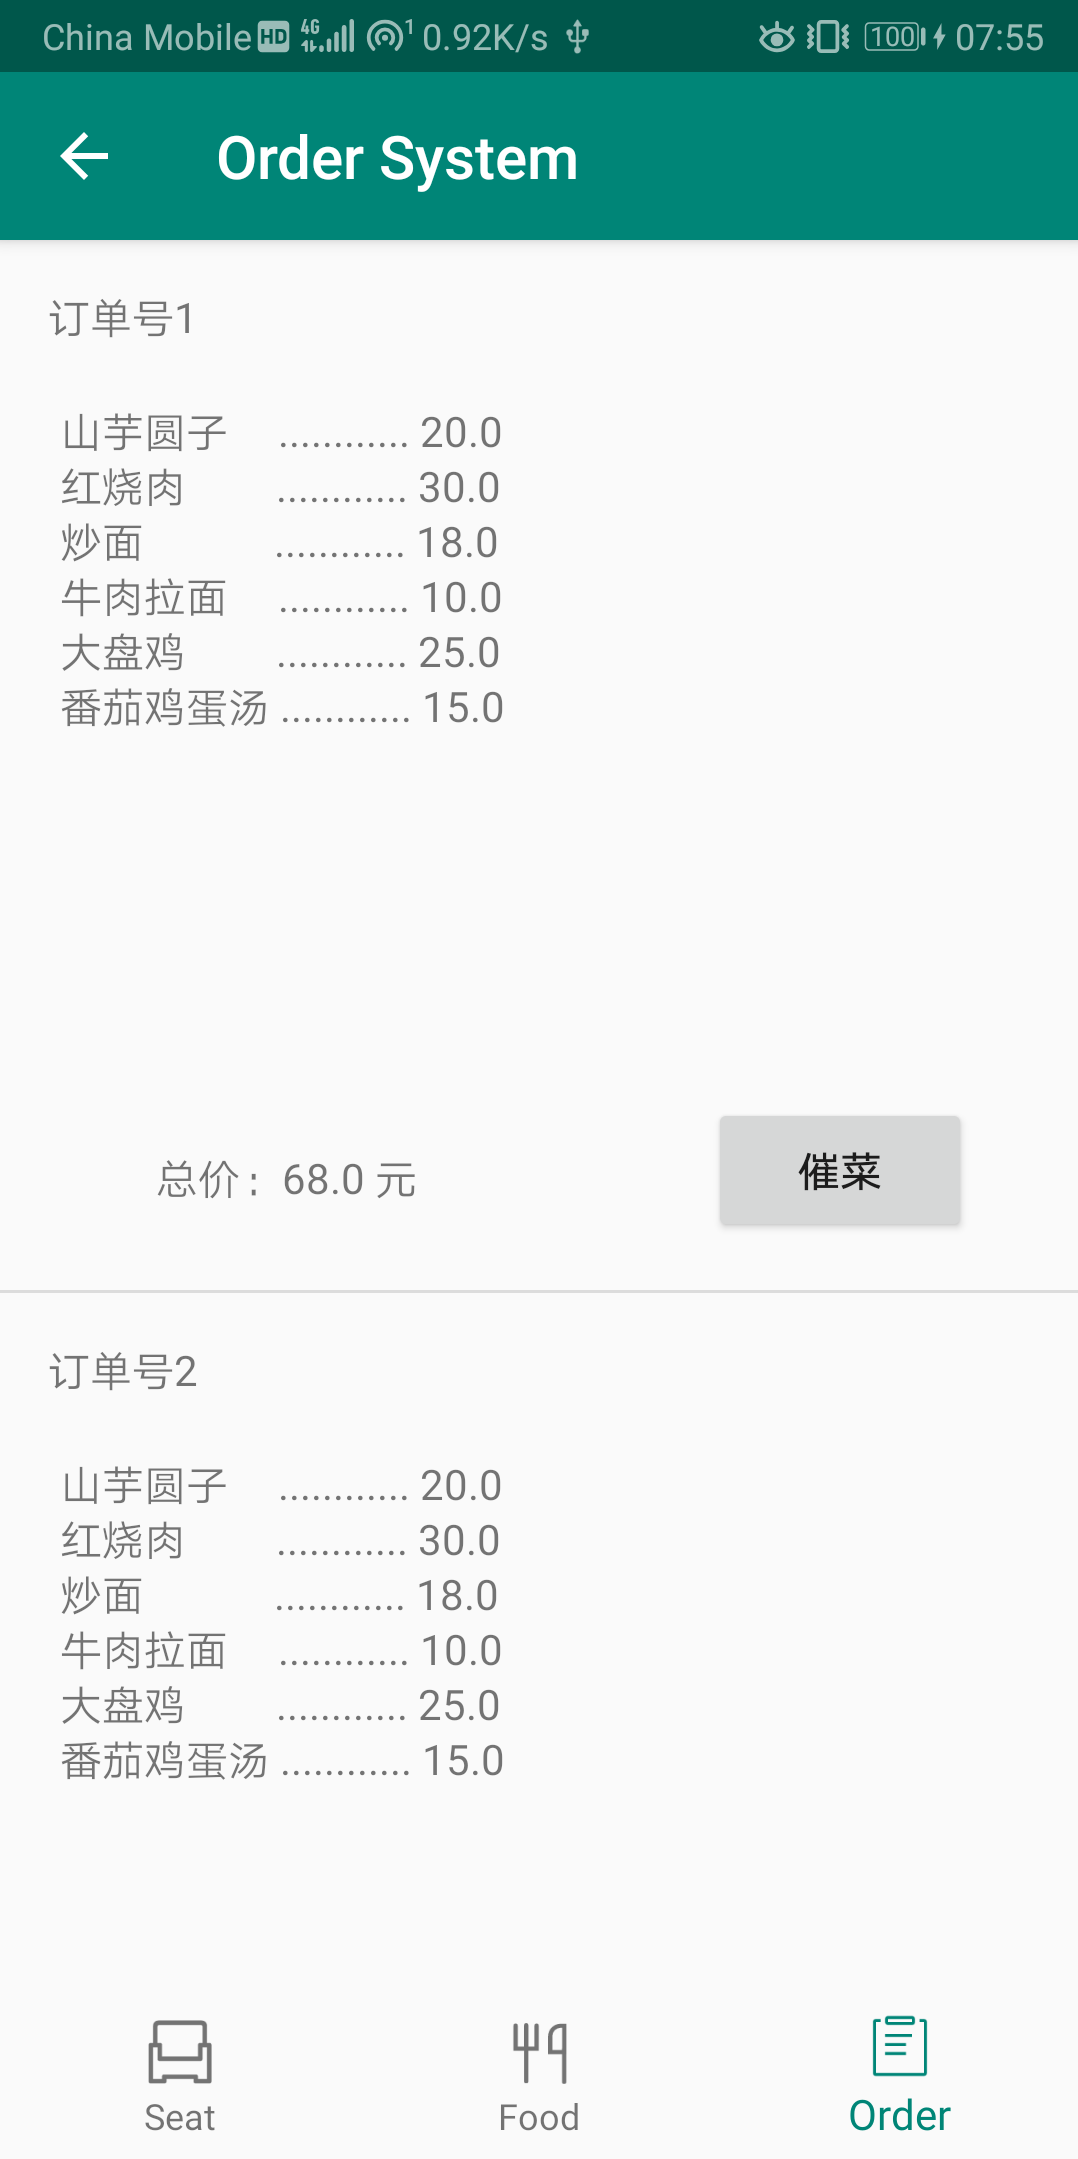 China Mobile HD 4G 1 0.92K/s 100 07:55
Order System
订单号1
山芋圆子 ............ 20.0
红烧肉 ............ 30.0
炒面 ............ 18.0
牛肉拉面 ............ 10.0
大盘鸡 ............ 25.0
番茄鸡蛋汤 ............ 15.0
总价：68.0 元
催菜
订单号2
山芋圆子 ............ 20.0
红烧肉 ............ 30.0
炒面 ............ 18.0
牛肉拉面 ............ 10.0
大盘鸡 ............ 25.0
番茄鸡蛋汤 ............ 15.0
Seat Food Order